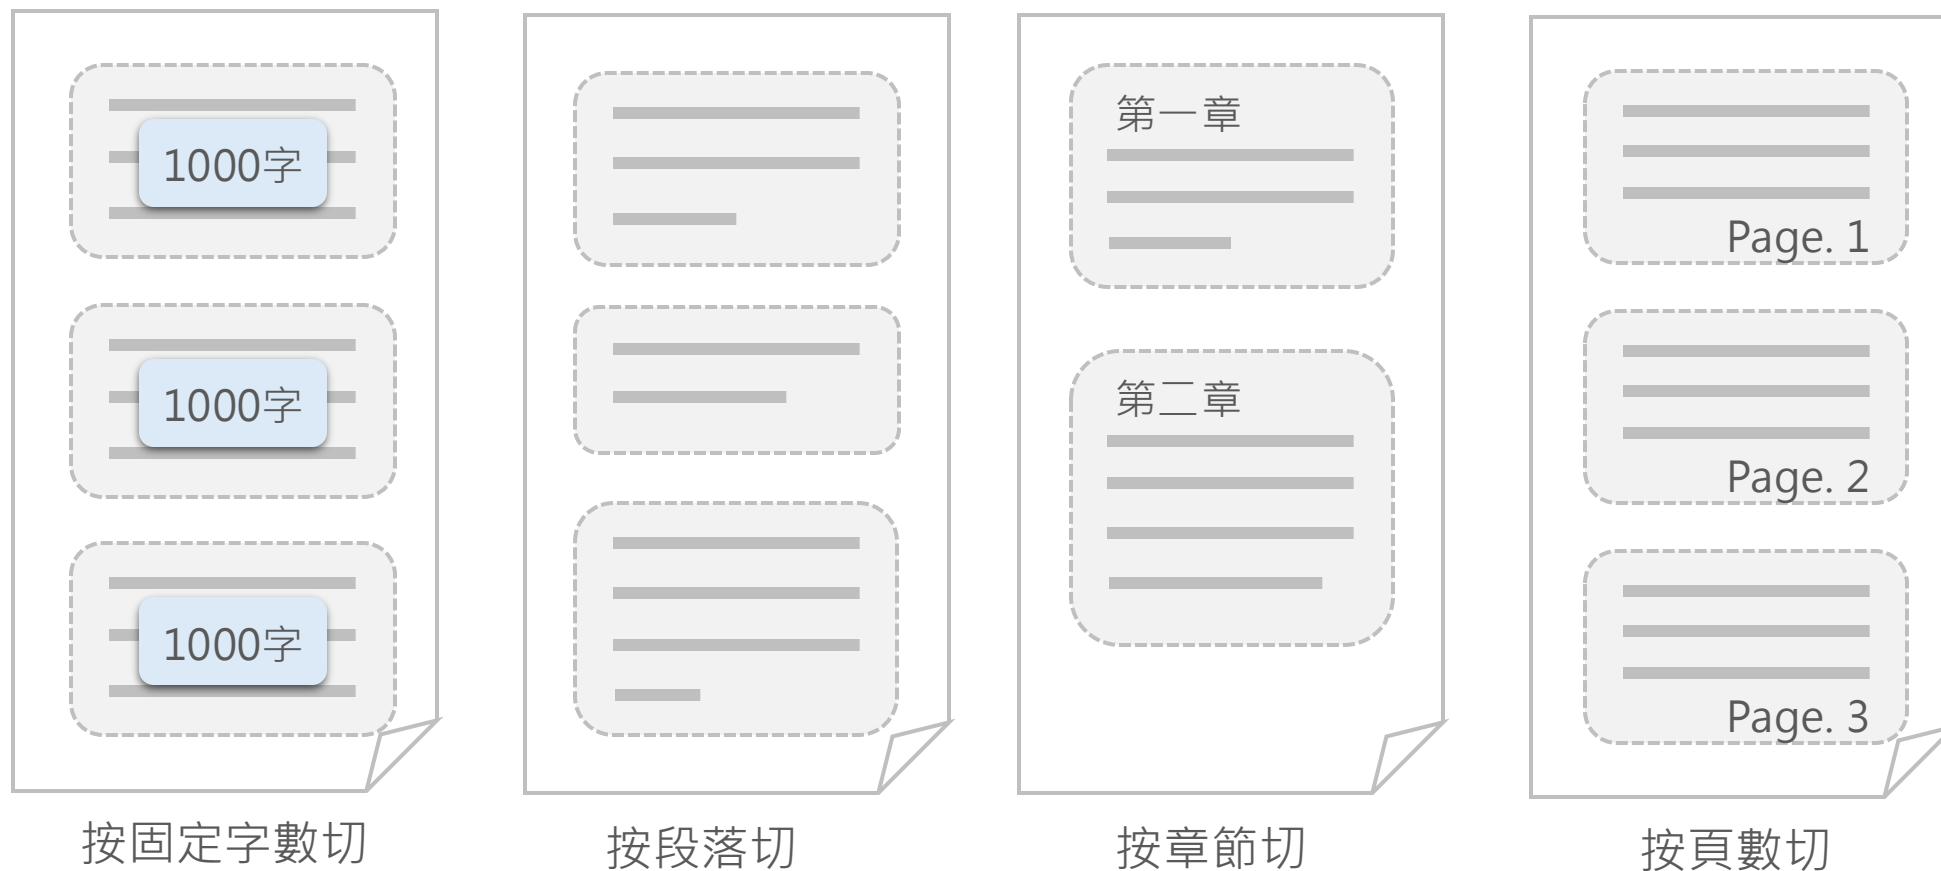 1000字
1000字
1000字
按固定字數切
按段落切
第一章
第二章
按章節切
Page. 1
Page. 2
Page. 3
按頁數切